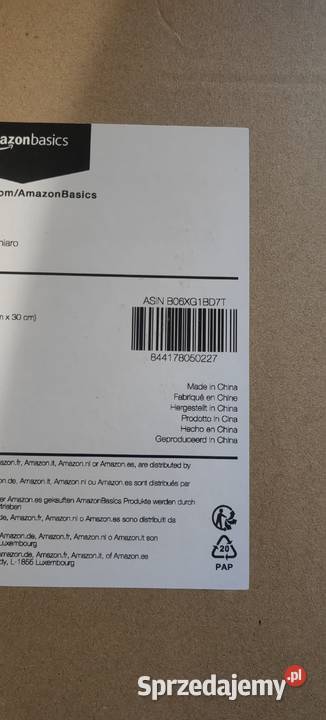 azonbasics
om/AmazonBasics
hiaro
ASIN B06XG1BD7T
n x 30 cm)
844178050227
Made in China
Fabriqué en Chine
Hergestellt in China
Prodotto in Cina
Hecho en China
Geproduceerd in China
azon.fr, Amazon.it, Amazon.nl or Amazon.es, are distributed by
on.de, Amazon.it, Amazon.nl ou Amazon.es sont distribués par
er Amazon.es gekauften AmazonBasics Produkte werden durch
trieben
de, Amazon.fr, Amazon.nl o Amazon.es sono distribuiti da
Amazon.de, Amazon.fr, Amazon.nl o Amazon.it son
Luxembourg
Amazon.de, Amazon.fr, Amazon.it, of Amazon.es
dy, L-1855 Luxembourg
20
PAP
Sprzedajemy.pl